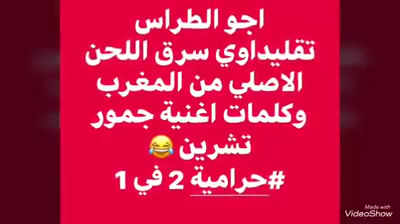 اجو الطراس
تقليداوي سرق اللحن
الاصلي من المغرب
وكلمات اغنية جمور
تشرين 😂
#حرامية 2 في 1
Made with
VideoShow